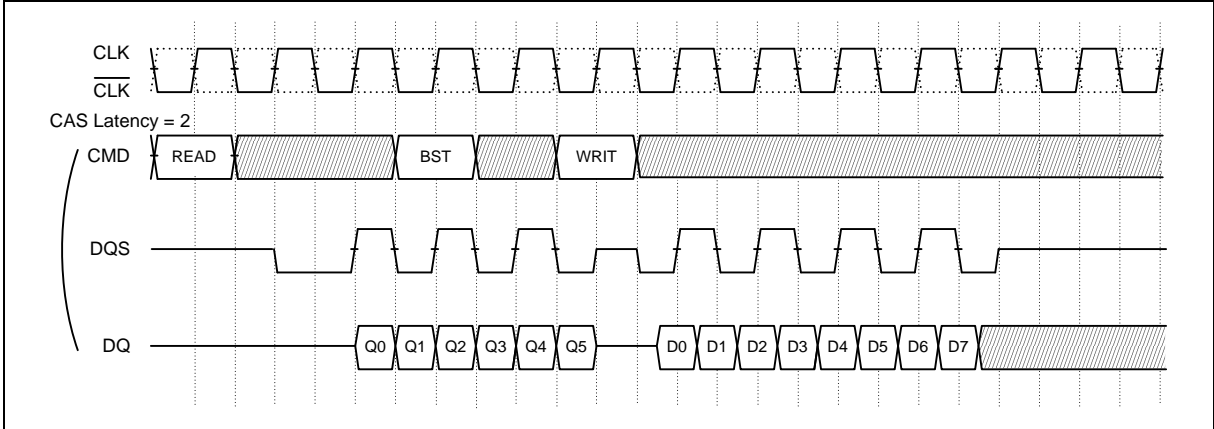 CLK
CLK
CAS Latency = 2
CMD READ BST WRIT
DQS
DQ Q0 Q1 Q2 Q3 Q4 Q5 D0 D1 D2 D3 D4 D5 D6 D7